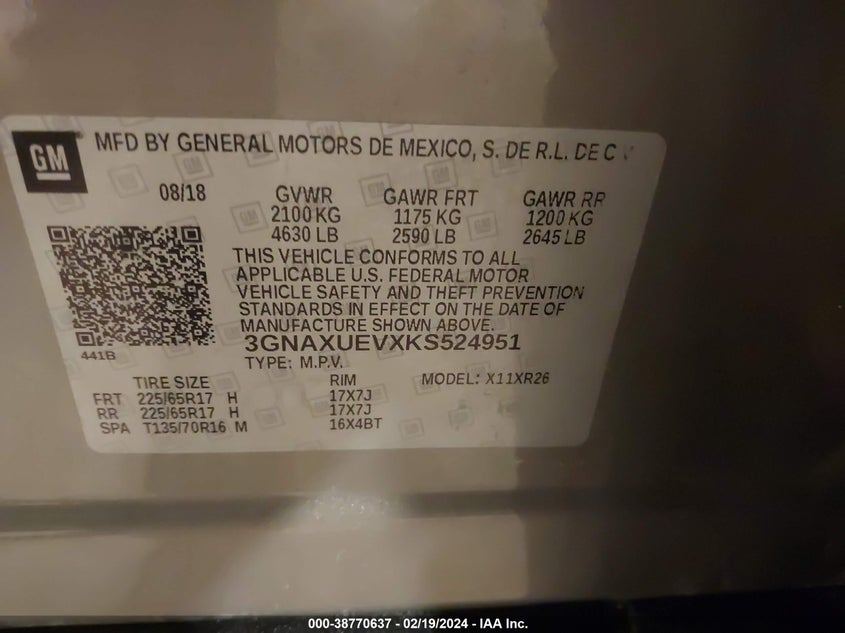 GM
MFD BY GENERAL MOTORS DE MEXICO, S. DE R.L. DE C V
08/18 GVWR GAWR FRT GAWR RR
2100 KG 1175 KG 1200 KG
4630 LB 2590 LB 2645 LB
THIS VEHICLE CONFORMS TO ALL
APPLICABLE U.S. FEDERAL MOTOR
VEHICLE SAFETY AND THEFT PREVENTION
STANDARDS IN EFFECT ON THE DATE OF
MANUFACTURE SHOWN ABOVE.
3GNAXUEVXKS524951
441B
TYPE: M.P.V.
TIRE SIZE RIM MODEL: X11XR26
FRT 225/65R17 H 17X7J
RR 225/65R17 H 17X7J
SPA T135/70R16 M 16X4BT
000-38770637 - 02/19/2024 - IAA Inc.